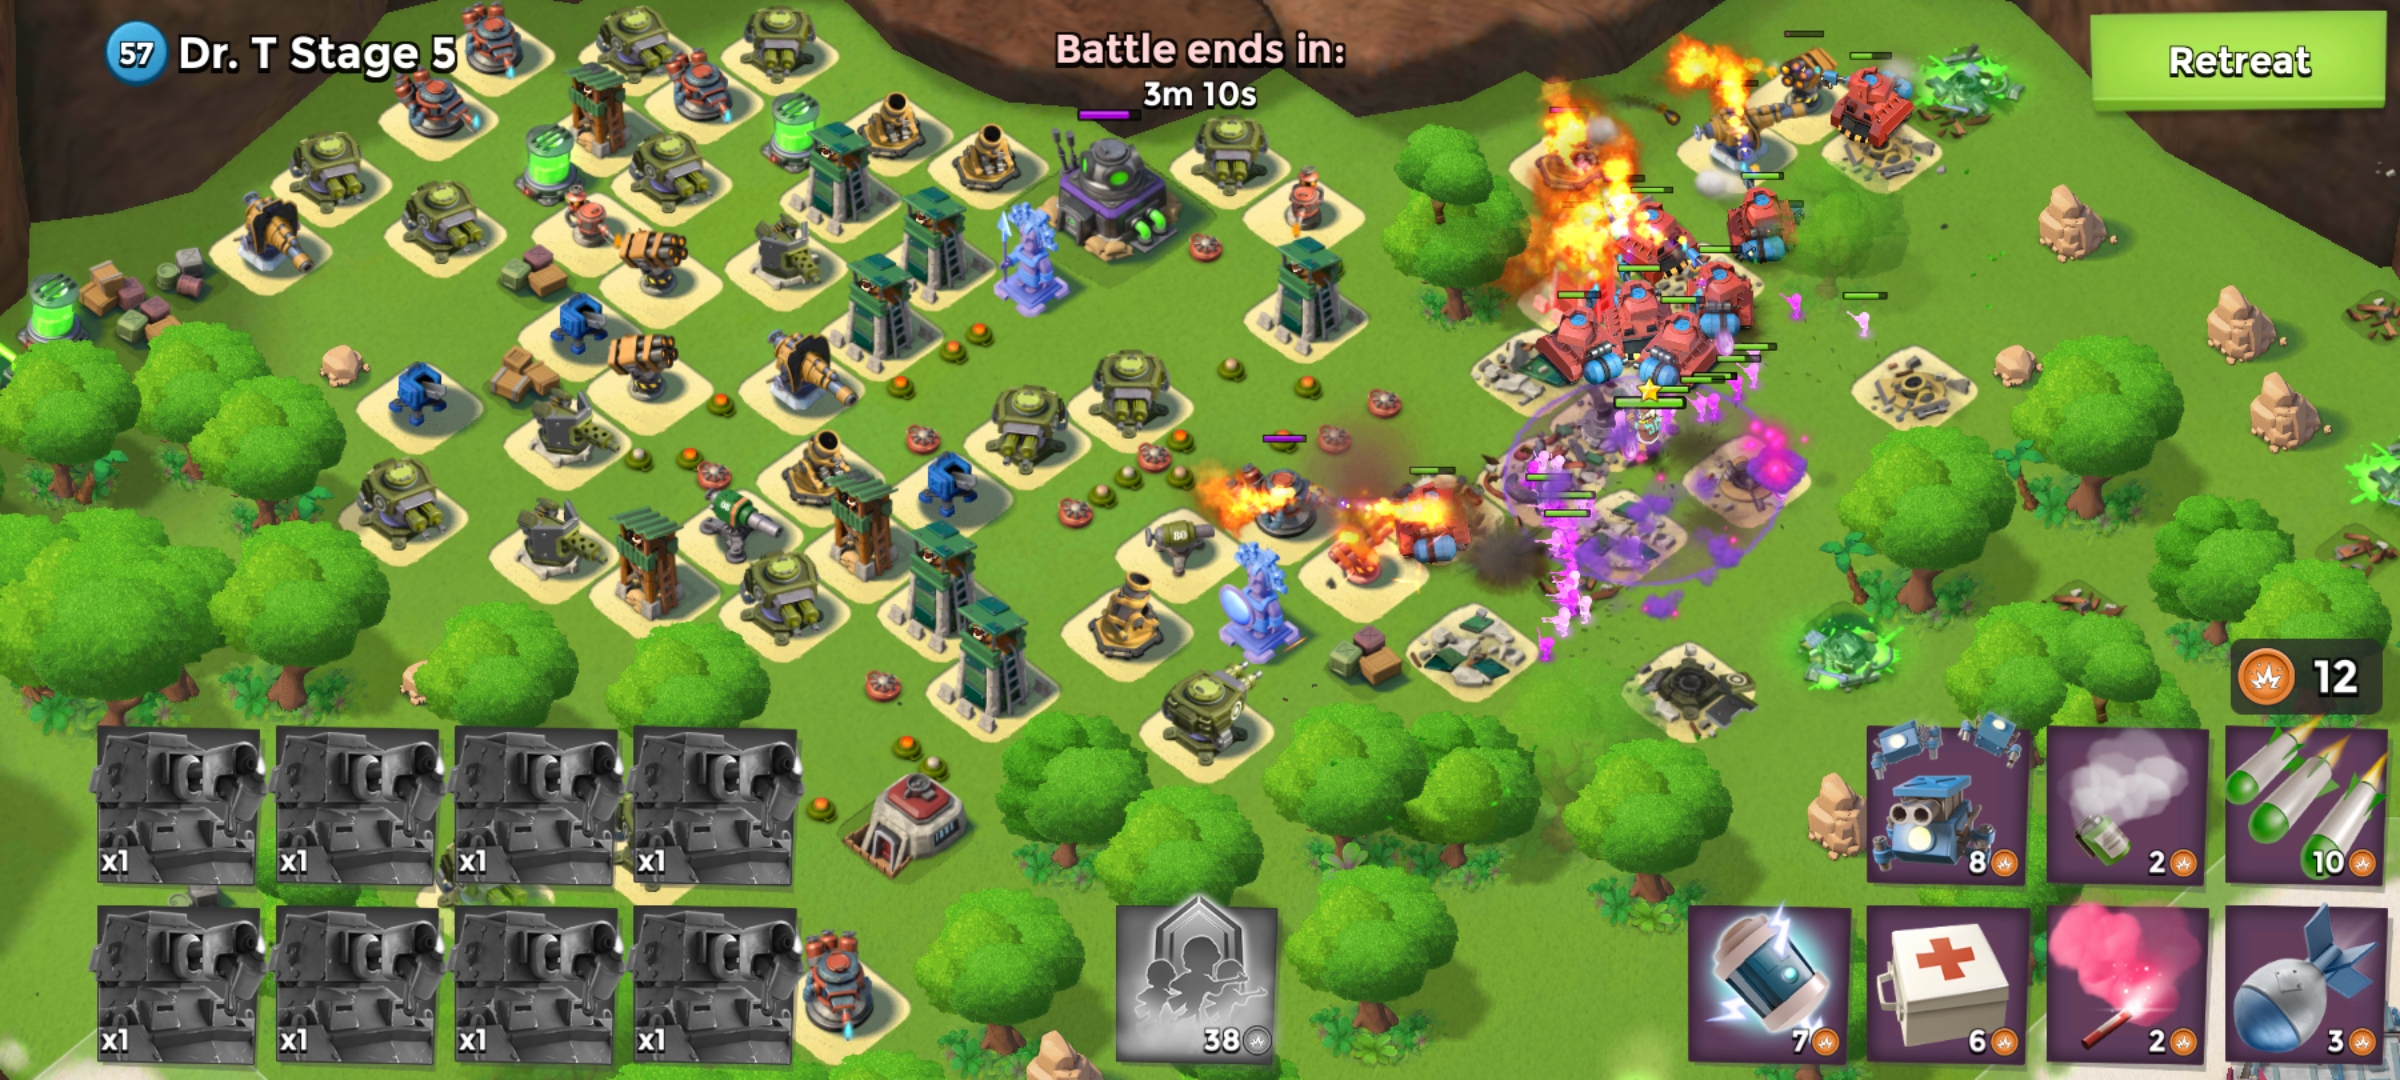 57 Dr. T Stage 5
Battle ends in:
3m 10s
Retreat
80
12
x1 x1 x1 x1
8 2 10
x1 x1 x1 x1
38
7 6 2 3